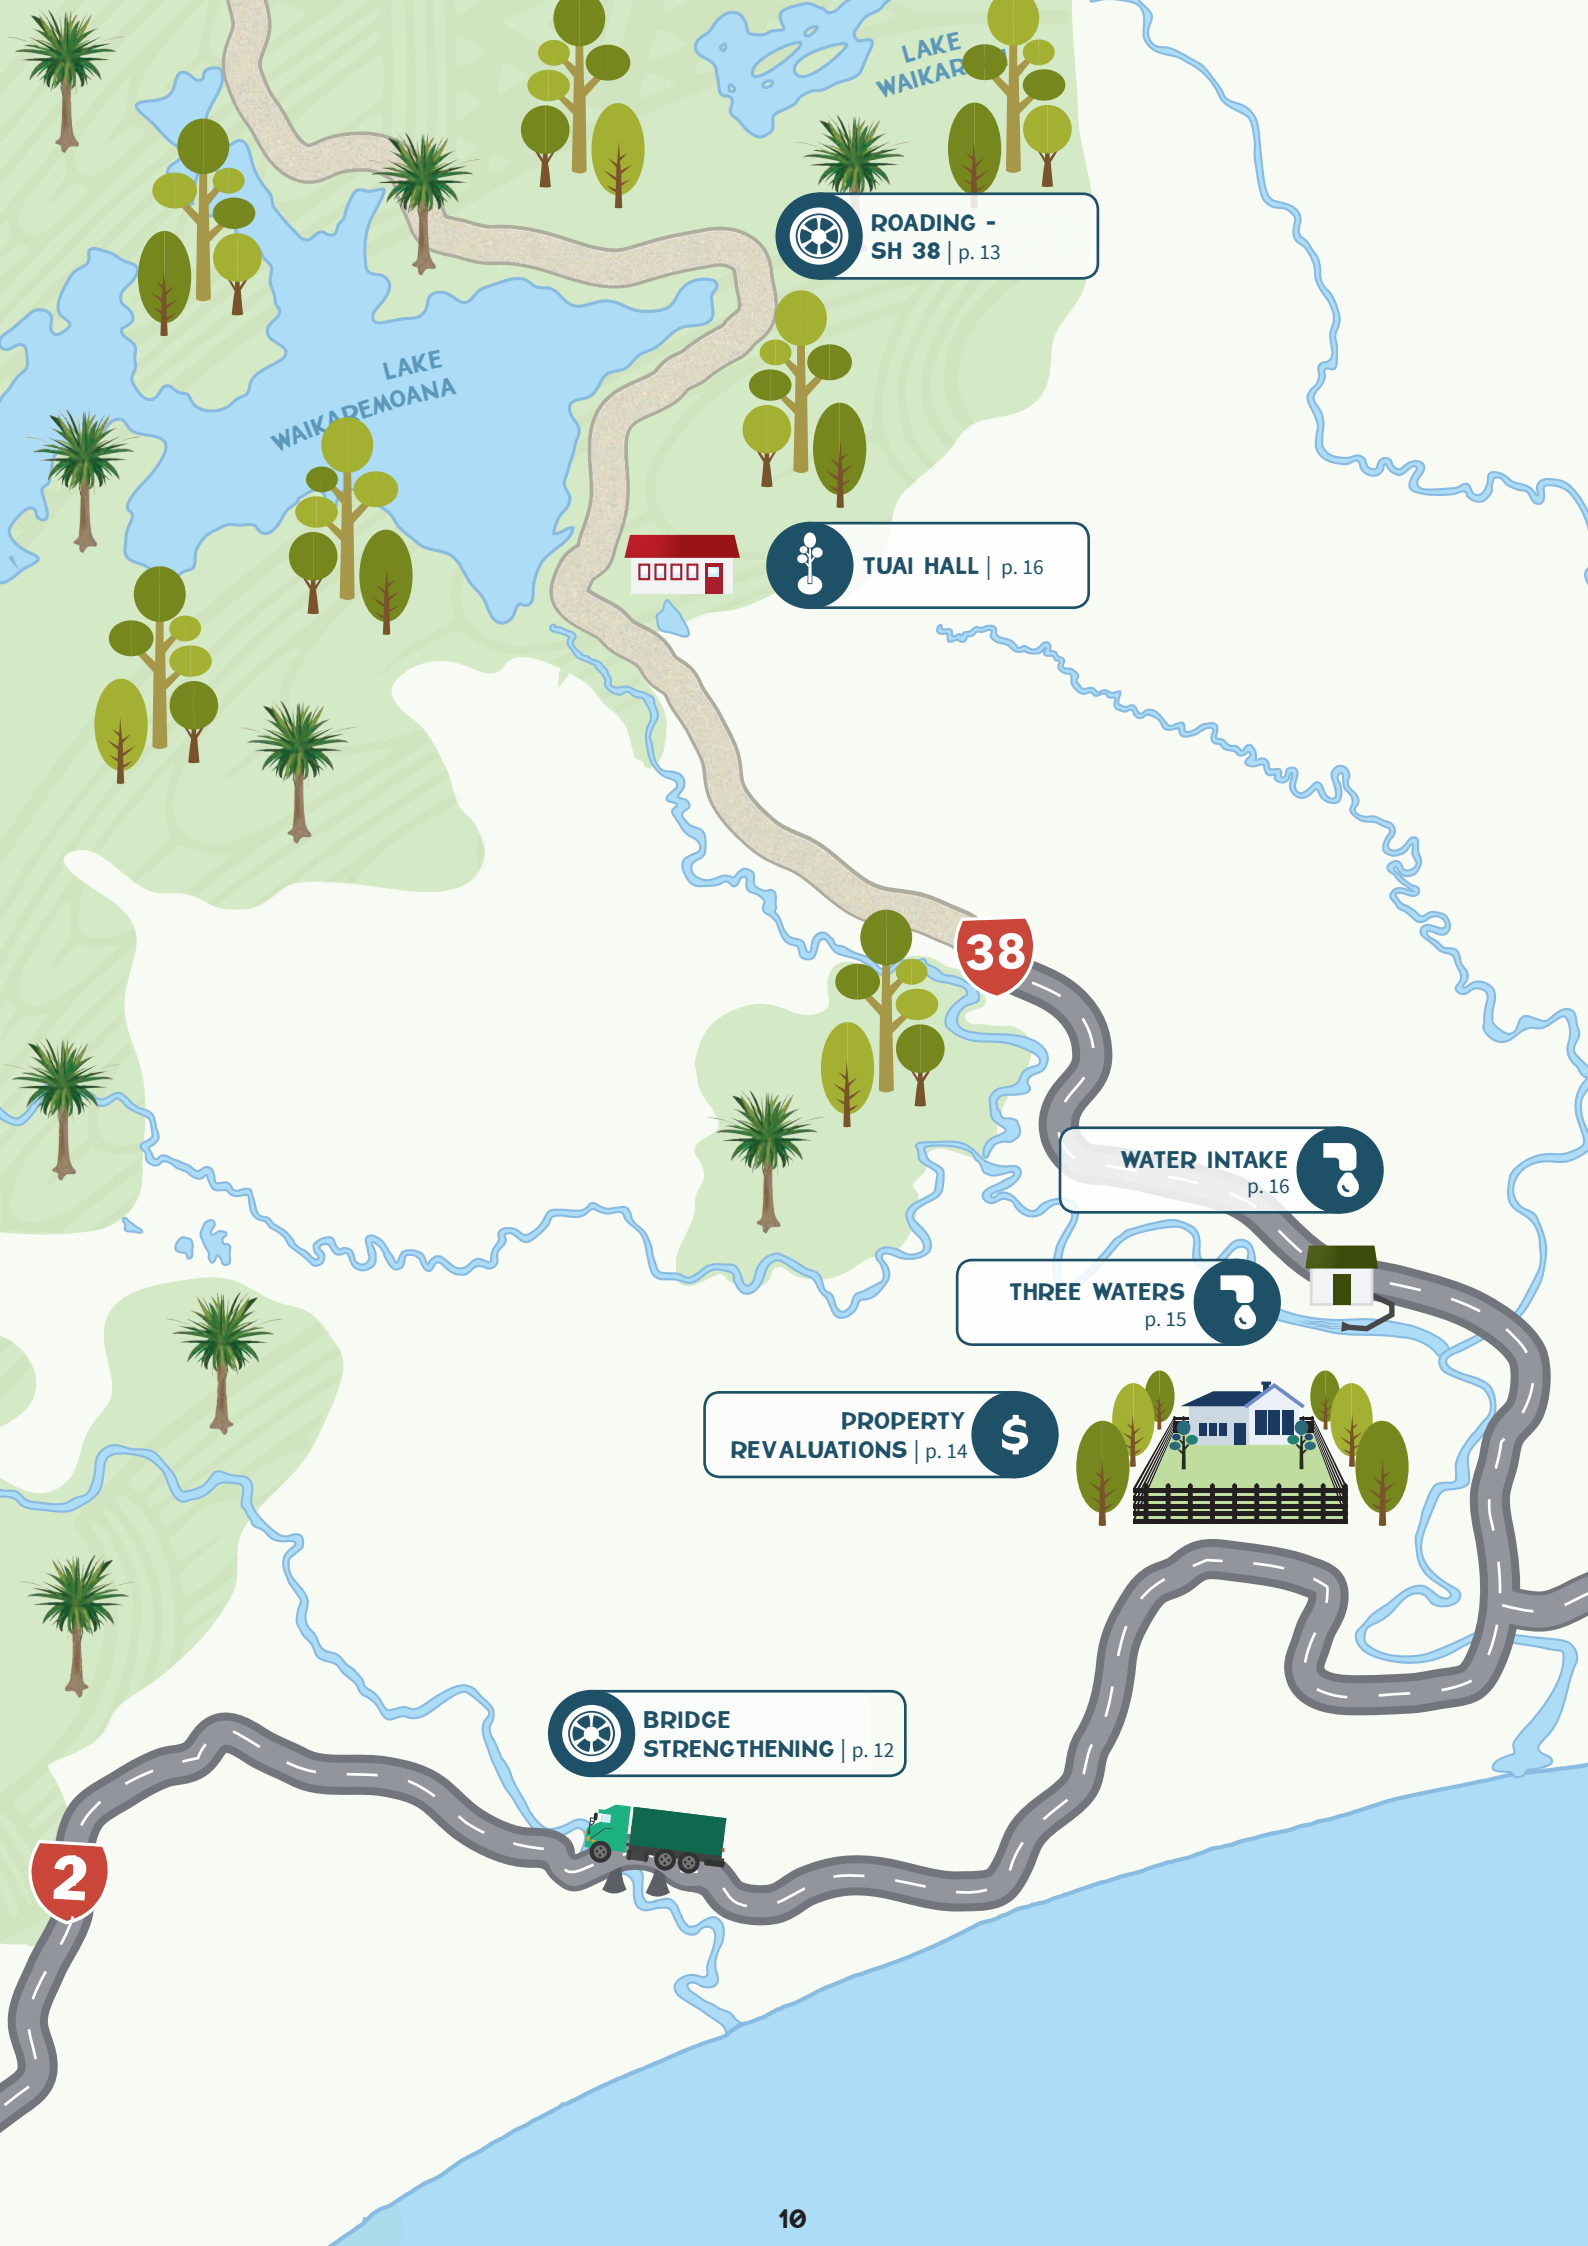 LAKE
ROADING -
SH 38 | p. 13
LAKE
WAIKAREMOANA
TUAI HALL | p. 16
38
WATER INTAKE
p. 16
THREE WATERS
p. 15
PROPERTY
REVALUATIONS | p. 14
$
BRIDGE
STRENGTHENING | p. 12
2
10